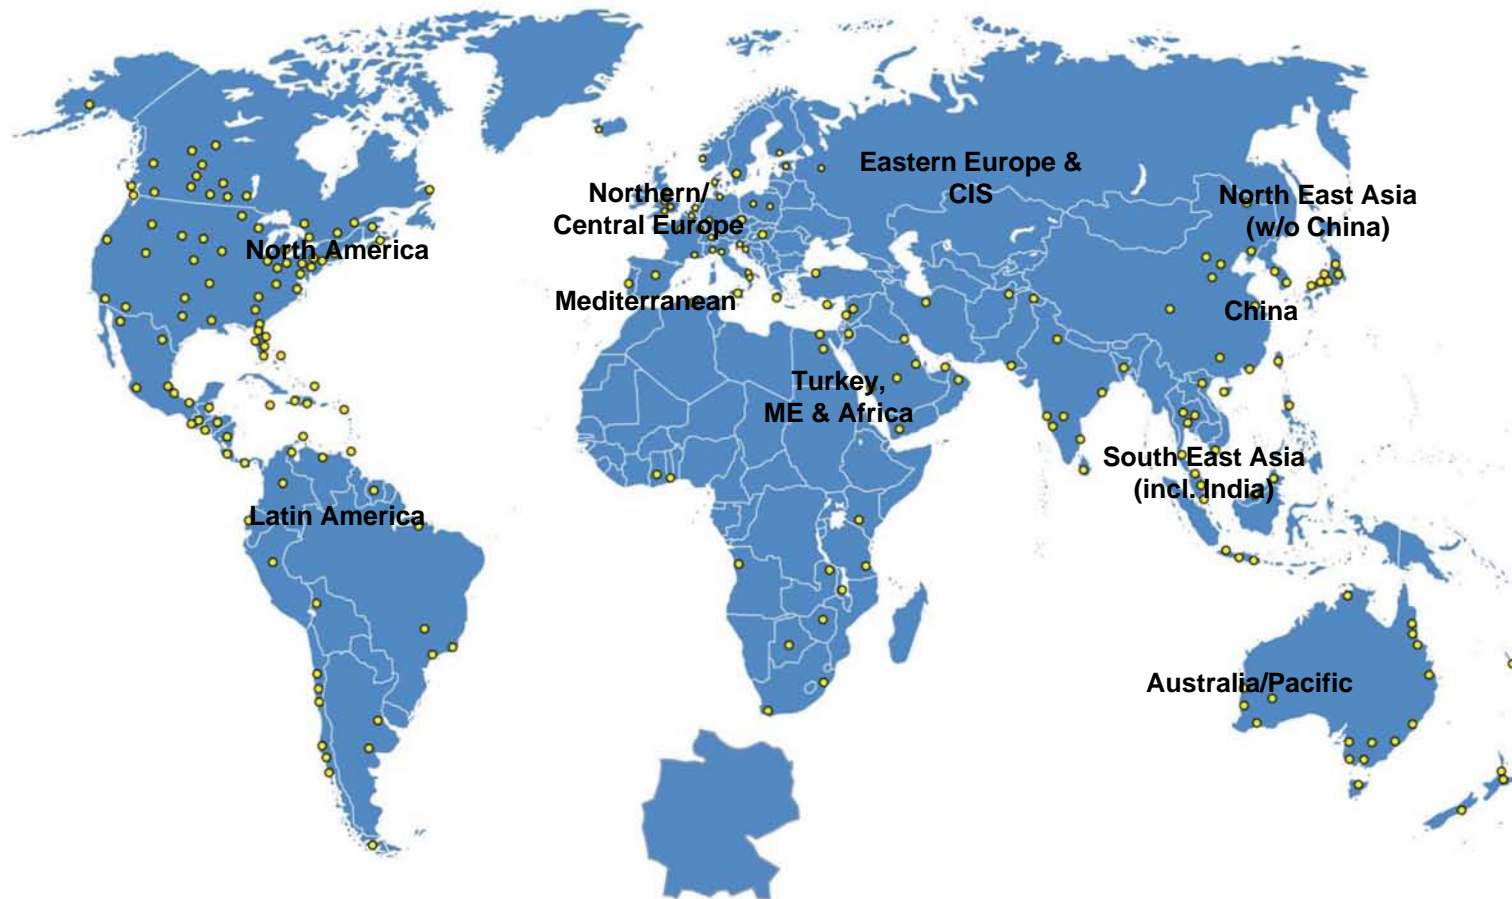 Eastern Europe &
CIS
Northern/
Central Europe
North East Asia
(w/o China)
North America
Mediterranean
China
Turkey,
ME & Africa
South East Asia
(incl. India)
Latin America
Australia/Pacific